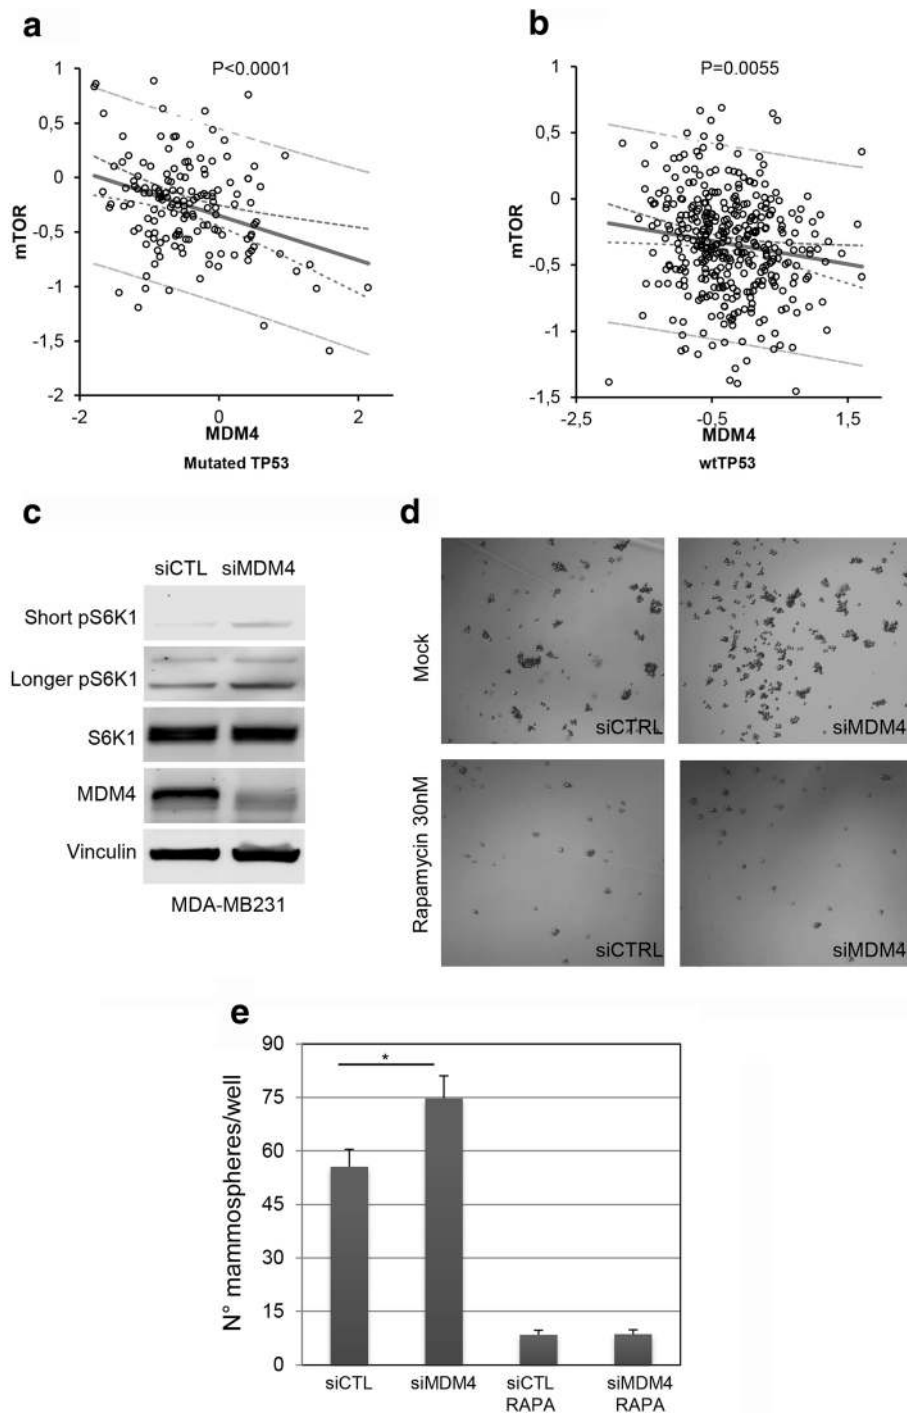 a
P<0.0001
1
0,5
0
-0,5
-1
-1,5
-2
mTOR
-2 0 2
MDM4
Mutated TP53
b
P=0.0055
1
0,5
0
-0,5
-1
-1,5
mTOR
-2,5 -0,5 1,5
MDM4
wtTP53
c
siCTL siMDM4
Short pS6K1
Longer pS6K1
S6K1
MDM4
Vinculin
MDA-MB231
d
Mock
siCTRL
siMDM4
Rapamycin 30nM
siCTRL
siMDM4
e
N° mammospheres/well
90
75
60
45
30
15
0
*
siCTL siMDM4 siCTL siMDM4
RAPA RAPA